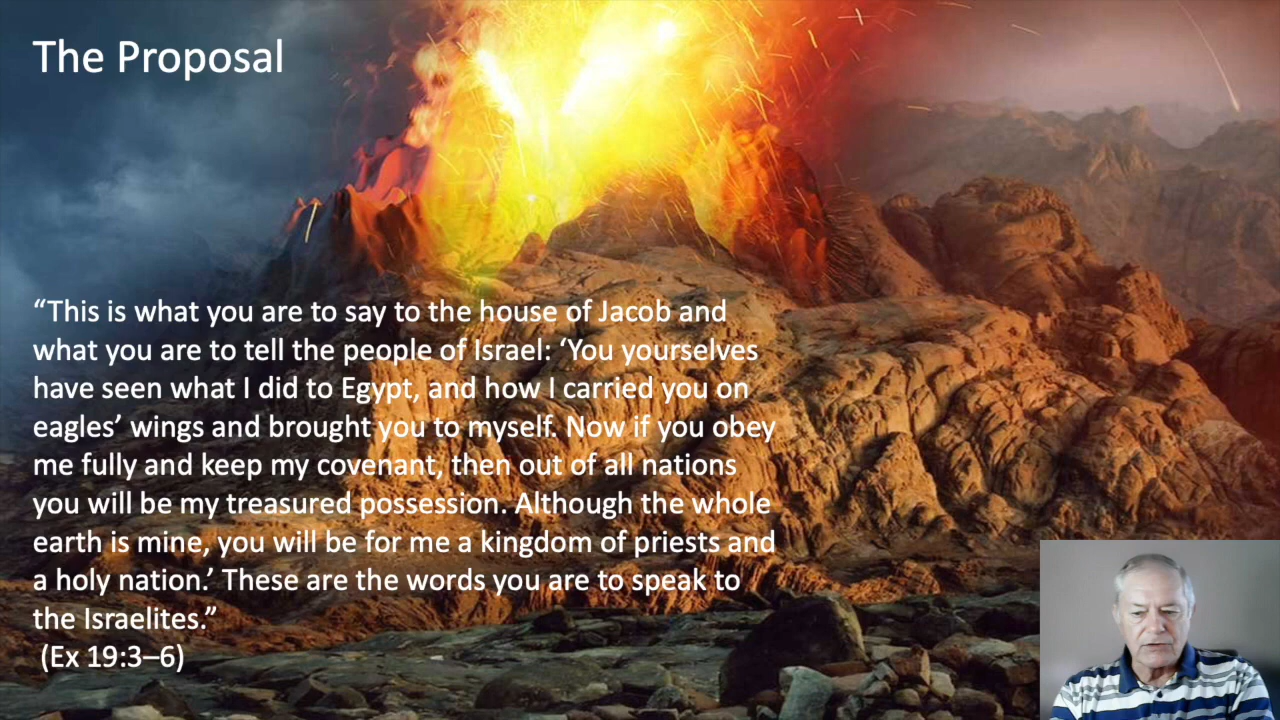 The Proposal
“This is what you are to say to the house of Jacob and
what you are to tell the people of Israel: ‘You yourselves
have seen what I did to Egypt, and how I carried you on
eagles’ wings and brought you to myself. Now if you obey
me fully and keep my covenant, then out of all nations
you will be my treasured possession. Although the whole
earth is mine, you will be for me a kingdom of priests and
a holy nation.’ These are the words you are to speak to
the Israelites.”
(Ex 19:3–6)